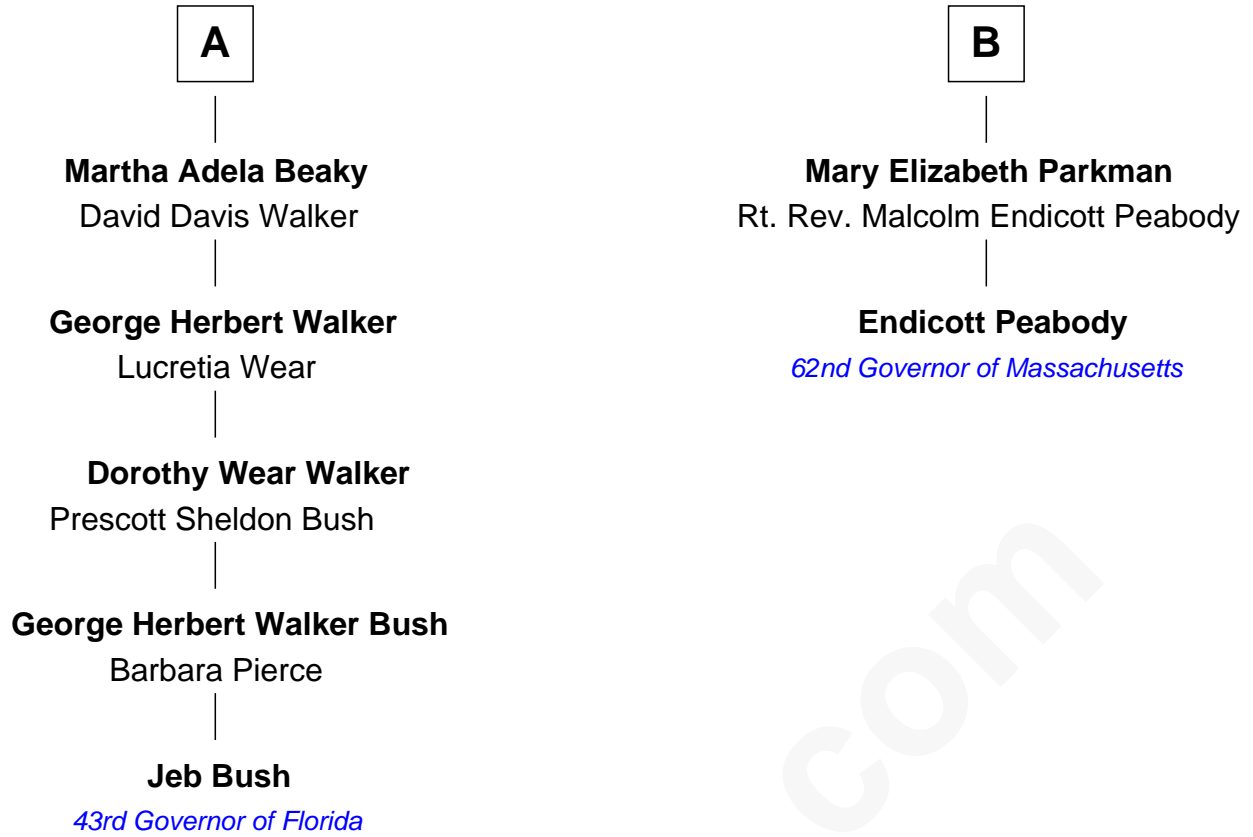 A
Martha Adela Beaky
David Davis Walker
George Herbert Walker
Lucretia Wear
Dorothy Wear Walker
Prescott Sheldon Bush
George Herbert Walker Bush
Barbara Pierce
Jeb Bush
43rd Governor of Florida
B
Mary Elizabeth Parkman
Rt. Rev. Malcolm Endicott Peabody
Endicott Peabody
62nd Governor of Massachusetts
com